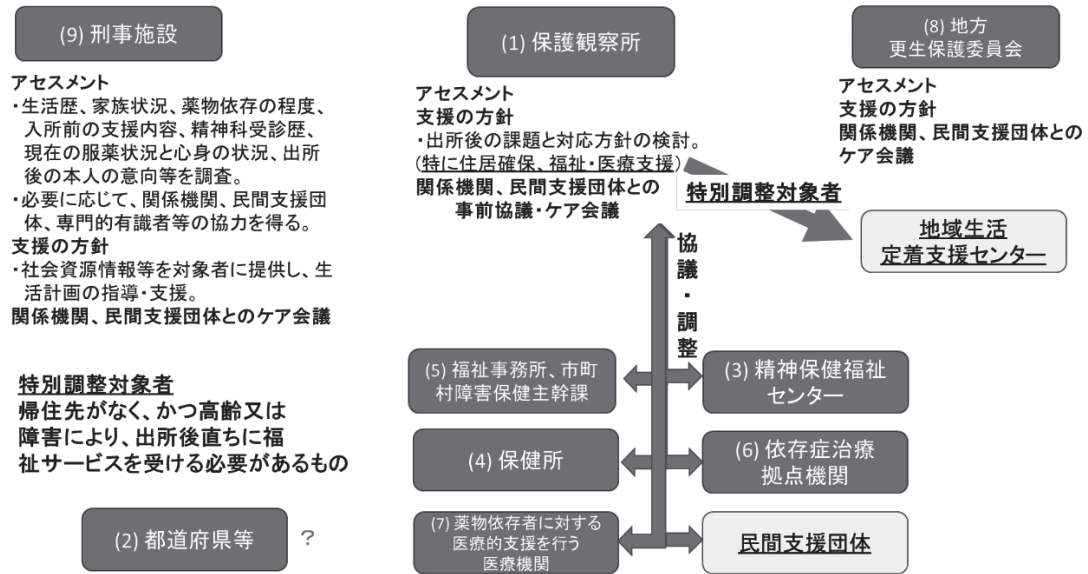 (9) 刑事施設
アセスメント
・生活歴、家族状況、薬物依存の程度、
入所前の支援内容、精神科受診歴、
現在の服薬状況と心身の状況、出所
後の本人の意向等を調査。
・必要に応じて、関係機関、民間支援団
体、専門的有識者等の協力を得る。
支援の方針
・社会資源情報等を対象者に提供し、生
活計画の指導・支援。
関係機関、民間支援団体とのケア会議
特別調整対象者
帰住先がなく、かつ高齢又は
障害により、出所後直ちに福
祉サービスを受ける必要があるもの
(2) 都道府県等
?
(1) 保護観察所
アセスメント
支援の方針
・出所後の課題と対応方針の検討。
(特に住居確保、福祉・医療支援)
関係機関、民間支援団体との
事前協議・ケア会議
特別調整対象者
協議・調整
(8) 地方
更生保護委員会
アセスメント
支援の方針
関係機関、民間支援団体との
ケア会議
地域生活
定着支援センター
(5) 福祉事務所、市町
村障害保健主幹課
(3) 精神保健福祉
センター
(4) 保健所
(6) 依存症治療
拠点機関
(7) 薬物依存者に対する
医療的支援を行う
医療機関
民間支援団体